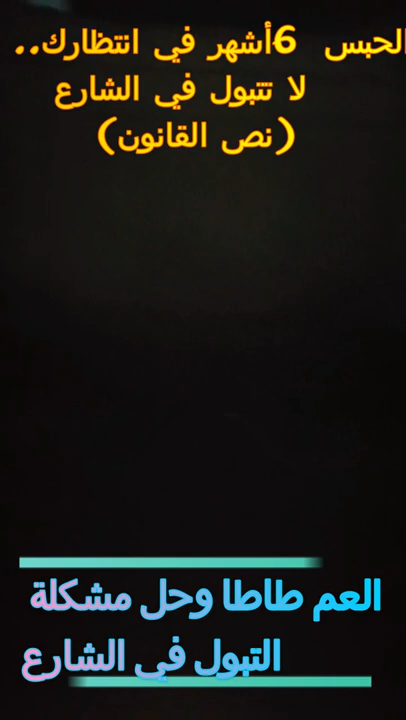 الحبس 6أشهر في انتظارك..
لا تتبول في الشارع
(نص القانون)
العم طاطا وحل مشكلة
التبول في الشارع